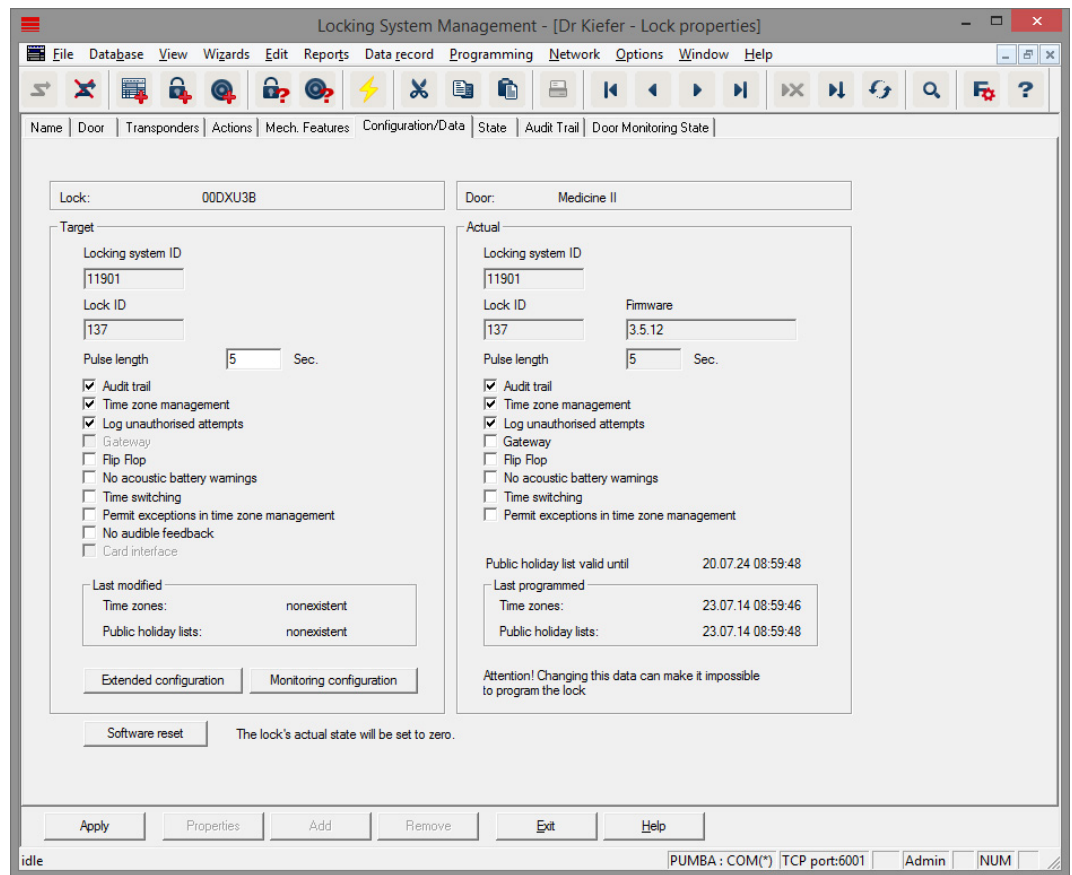 Locking System Management - [Dr Kiefer - Lock properties]
File Database View Wizards Edit Reports Data record Programming Network Options Window Help
Name Door Transponders Actions Mech. Features Configuration/Data State Audit Trail Door Monitoring State
Lock: 00DXU3B
Door: Medicine II
Target
Locking system ID
11901
Lock ID
137
Pulse length 5 Sec.
Audit trail
Time zone management
Log unauthorised attempts
Gateway
Flip Flop
No acoustic battery warnings
Time switching
Permit exceptions in time zone management
No audible feedback
Card interface
Last modified
Time zones: nonexistent
Public holiday lists: nonexistent
Extended configuration Monitoring configuration
Actual
Locking system ID
11901
Lock ID Firmware
137 3.5.12
Pulse length 5 Sec.
Audit trail
Time zone management
Log unauthorised attempts
Gateway
Flip Flop
No acoustic battery warnings
Time switching
Permit exceptions in time zone management
Public holiday list valid until 20.07.24 08:59:48
Last programmed
Time zones: 23.07.14 08:59:46
Public holiday lists: 23.07.14 08:59:48
Attention! Changing this data can make it impossible
to program the lock
Software reset The lock's actual state will be set to zero.
Apply Properties Add Remove Exit Help
idle PUMBA : COM(*) TCP port:6001 Admin NUM